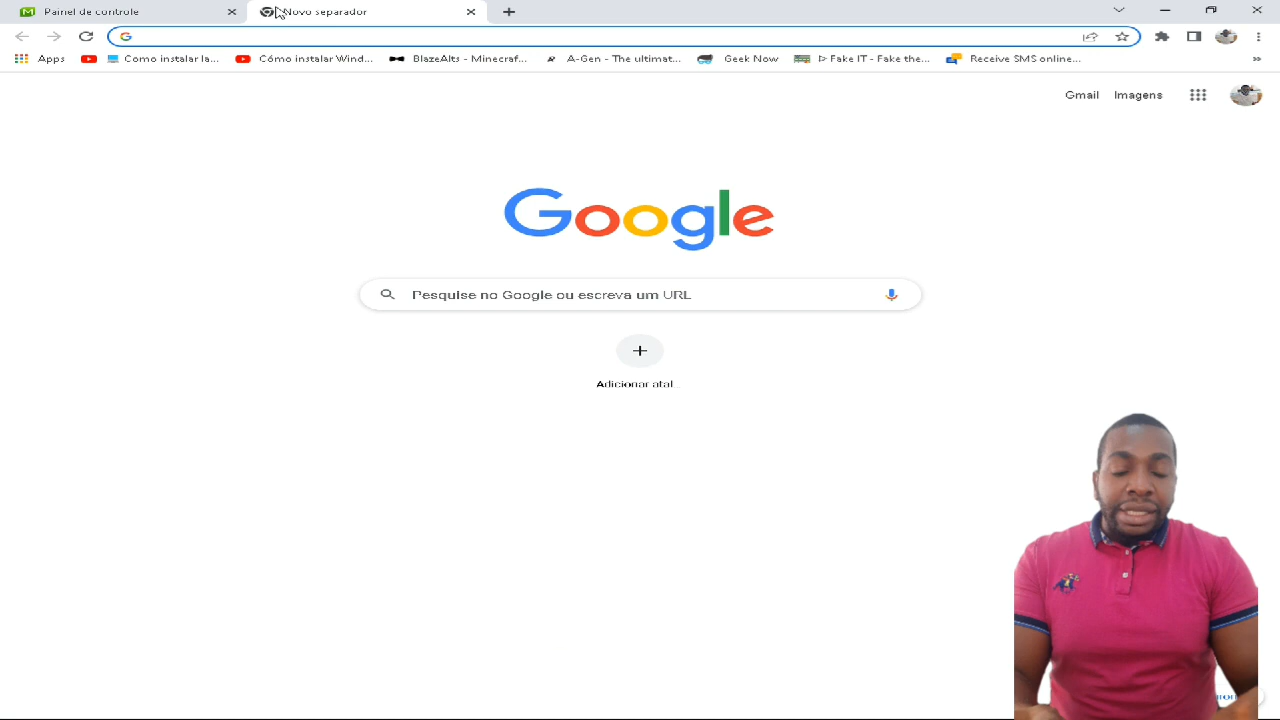 Painel de controle
Novo separador
Apps
Como instalar la...
Cómo instalar Wind...
BlazeAlts - Minecraf...
A-Gen - The ultimat...
Geek Now
Fake IT - Fake the...
Receive SMS online...
»
Gmail
Imagens
Google
Pesquise no Google ou escreva um URL
Adicionar atal...